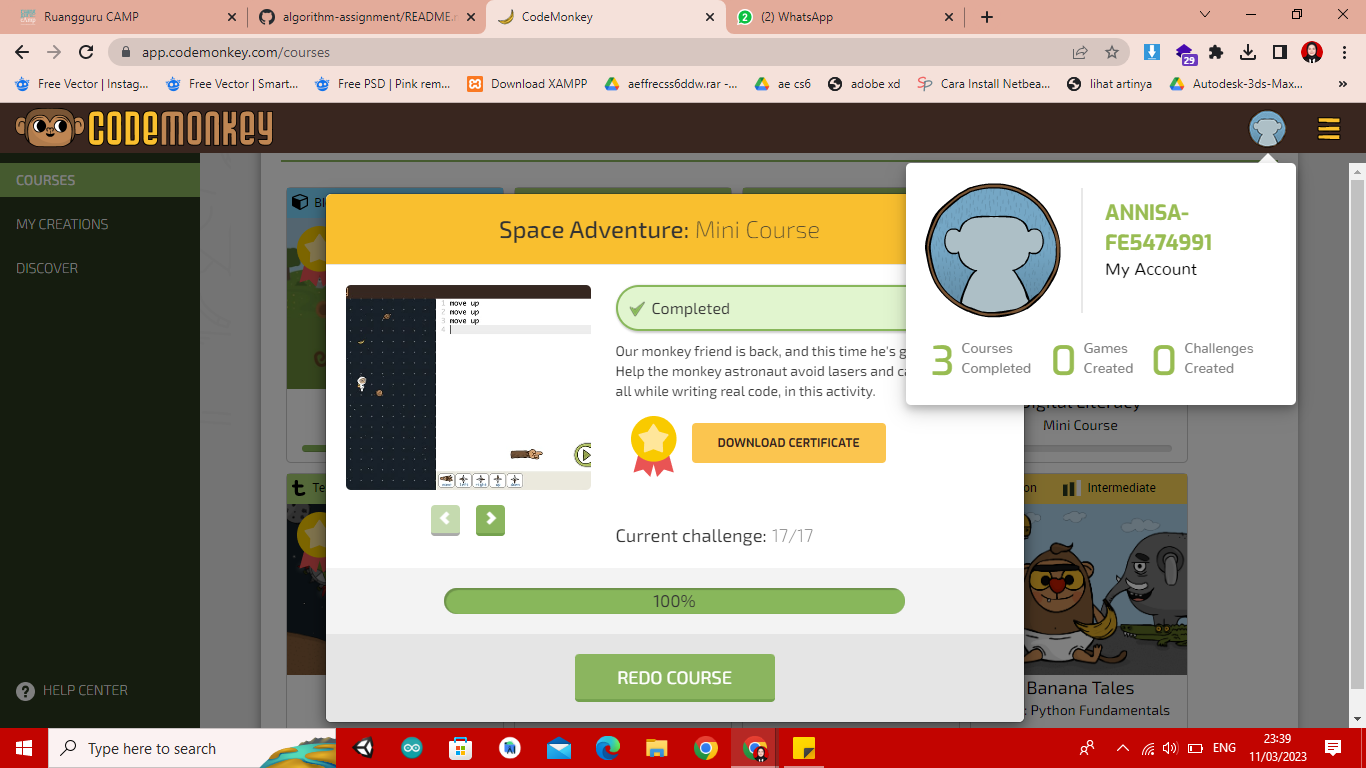 Ruangguru CAMP
algorithm-assignment/README.
CodeMonkey
(2) WhatsApp
app.codemonkey.com/courses
29
Free Vector | Instag...
Free Vector | Smart...
Free PSD | Pink rem...
Download XAMPP
aeffrecss6ddw.rar -...
ae cs6
adobe xd
Cara Install Netbea...
lihat artinya
Autodesk-3ds-Max...
»
CODEMONKEY
COURSES
MY CREATIONS
DISCOVER
HELP CENTER
Space Adventure: Mini Course
1 move up
2 move up
3 move up
4
Completed
Our monkey friend is back, and this time he's g
Help the monkey astronaut avoid lasers and ca
all while writing real code, in this activity.
DOWNLOAD CERTIFICATE
Current challenge: 17/17
100%
REDO COURSE
ANNISA-
FE5474991
My Account
3 Courses
Completed
0 Games
Created
0 Challenges
Created
Digital Literacy
Mini Course
Intermediate
Banana Tales
: Python Fundamentals
Type here to search
ENG
23:39
11/03/2023